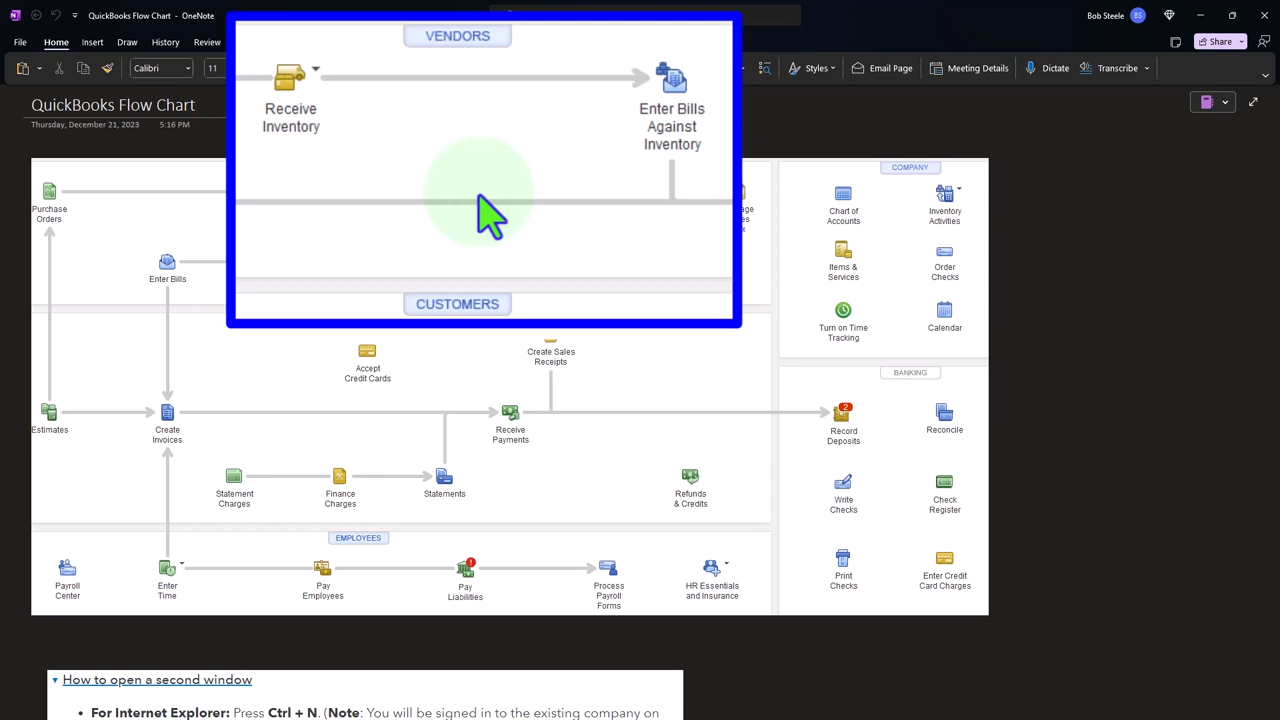 QuickBooks Flow Chart - OneNote
Bob Steele
BS
File
Home
Insert
Draw
History
Review
Share
Calibri
11
Styles
Email Page
Meeting Details
Dictate
Transcribe
QuickBooks Flow Chart
Thursday, December 21, 2023
5:16 PM
VENDORS
Receive
Inventory
Enter Bills
Against
Inventory
CUSTOMERS
Purchase
Orders
Enter Bills
COMPANY
Chart of
Accounts
Inventory
Activities
Items &
Services
Order
Checks
Turn on Time
Tracking
Calendar
Accept
Credit Cards
Create Sales
Receipts
Estimates
Create
Invoices
Receive
Payments
Statement
Charges
Finance
Charges
Statements
Refunds
& Credits
BANKING
2
Record
Deposits
Reconcile
Write
Checks
Check
Register
Print
Checks
Enter Credit
Card Charges
EMPLOYEES
Payroll
Center
Enter
Time
Pay
Employees
Pay
Liabilities
Process
Payroll
Forms
HR Essentials
and Insurance
How to open a second window
• For Internet Explorer: Press Ctrl + N. (Note: You will be signed in to the existing company on